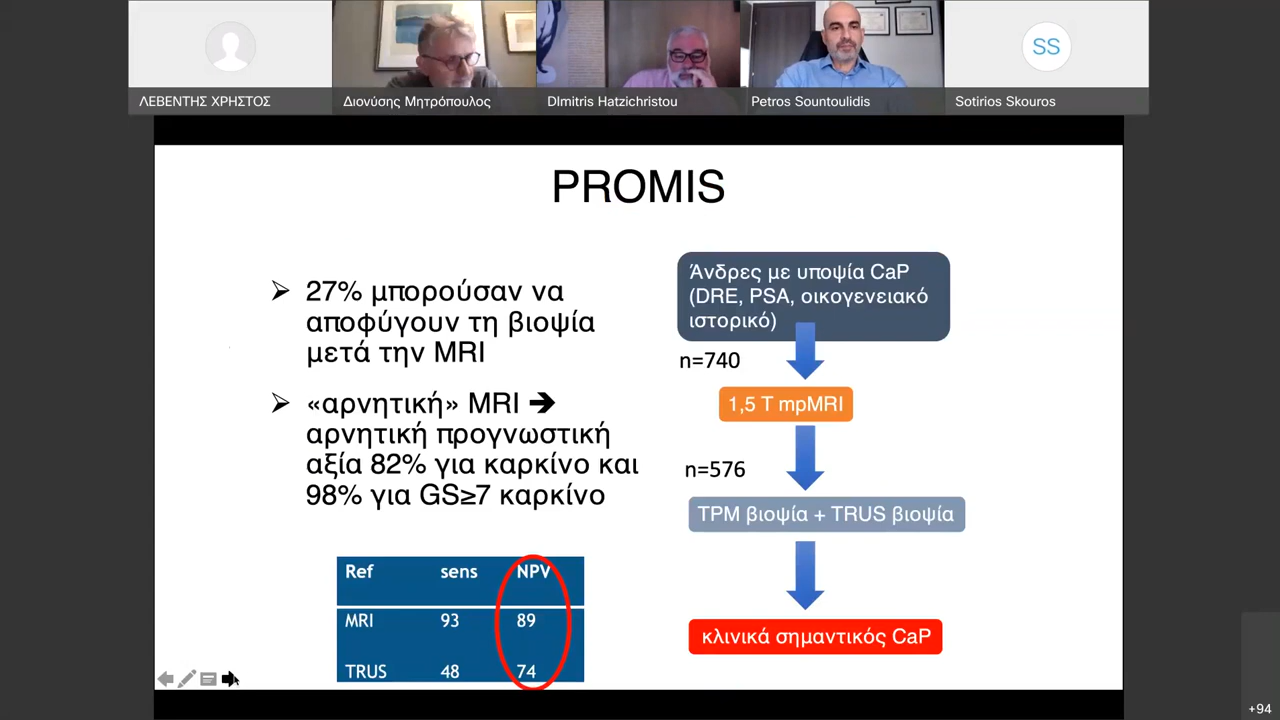 SS
ΛΕΒΕΝΤΗΣ ΧΡΗΣΤΟΣ
Διονύσης Μητρόπουλος
DImitris Hatzichristou
Petros Sountoulidis
Sotirios Skouros
PROMIS
27% μπορούσαν να
αποφύγουν τη βιοψία
μετά την MRI
«αρνητική» MRI ➔
αρνητική προγνωστική
αξία 82% για καρκίνο και
98% για GS≥7 καρκίνο
Ref sens NPV
MRI 93 89
TRUS 48 74
Άνδρες με υποψία CaP
(DRE, PSA, οικογενειακό
ιστορικό)
n=740
1,5 T mpMRI
n=576
TPM βιοψία + TRUS βιοψία
κλινικά σημαντικός CaP
+94